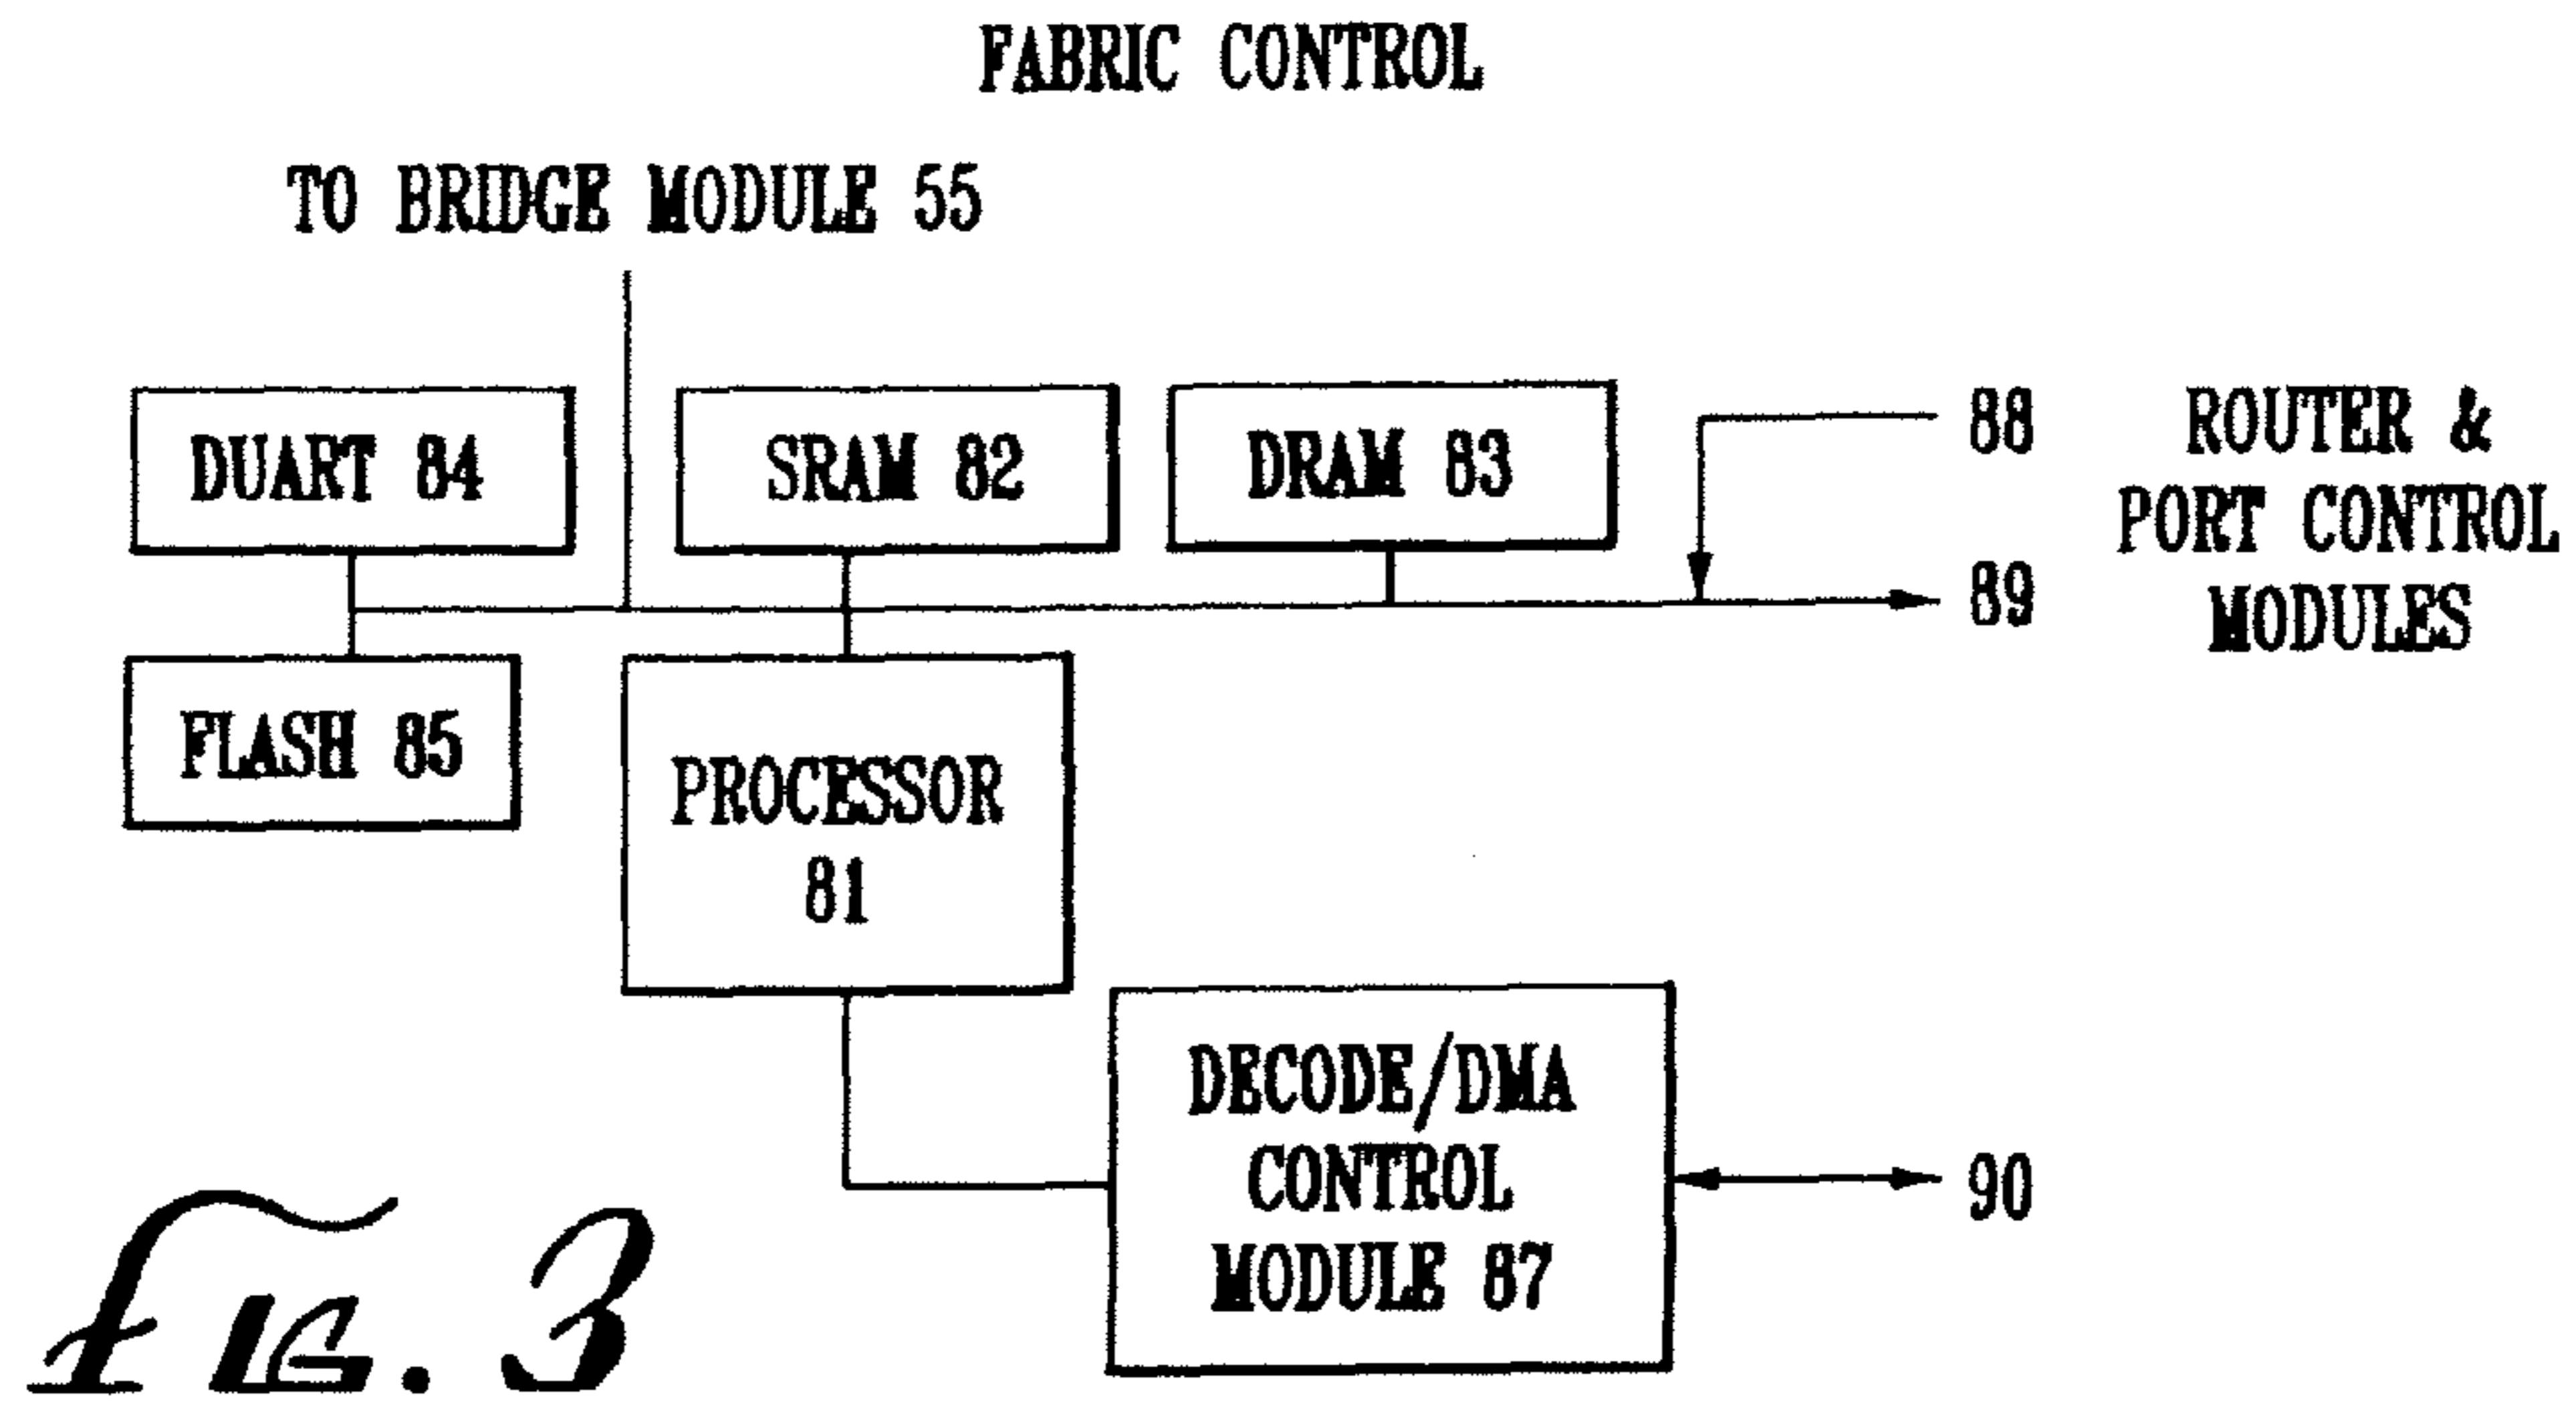 FABRIC CONTROL
TO BRIDGE MODULE 55
DUART 84
SRAM 82
DRAM 83
88
89
ROUTER &
PORT CONTROL
MODULES
FLASH 85
PROCESSOR
81
DECODE/DMA
CONTROL
MODULE 87
90
FIG. 3